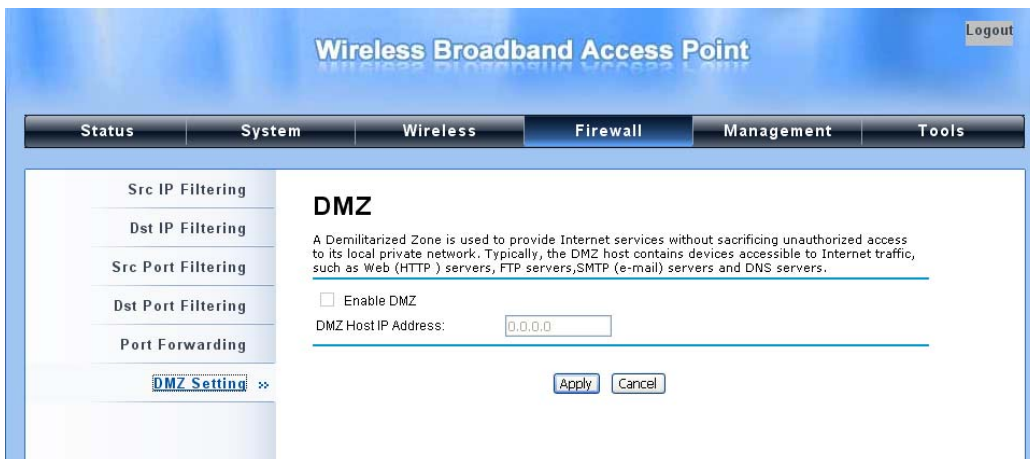 Logout
Wireless Broadband Access Point
Status System Wireless Firewall Management Tools
Src IP Filtering
Dst IP Filtering
Src Port Filtering
Dst Port Filtering
Port Forwarding
DMZ Setting »
DMZ
A Demilitarized Zone is used to provide Internet services without sacrificing unauthorized access
to its local private network. Typically, the DMZ host contains devices accessible to Internet traffic,
such as Web (HTTP ) servers, FTP servers,SMTP (e-mail) servers and DNS servers.
Enable DMZ
DMZ Host IP Address: 0.0.0.0
Apply Cancel